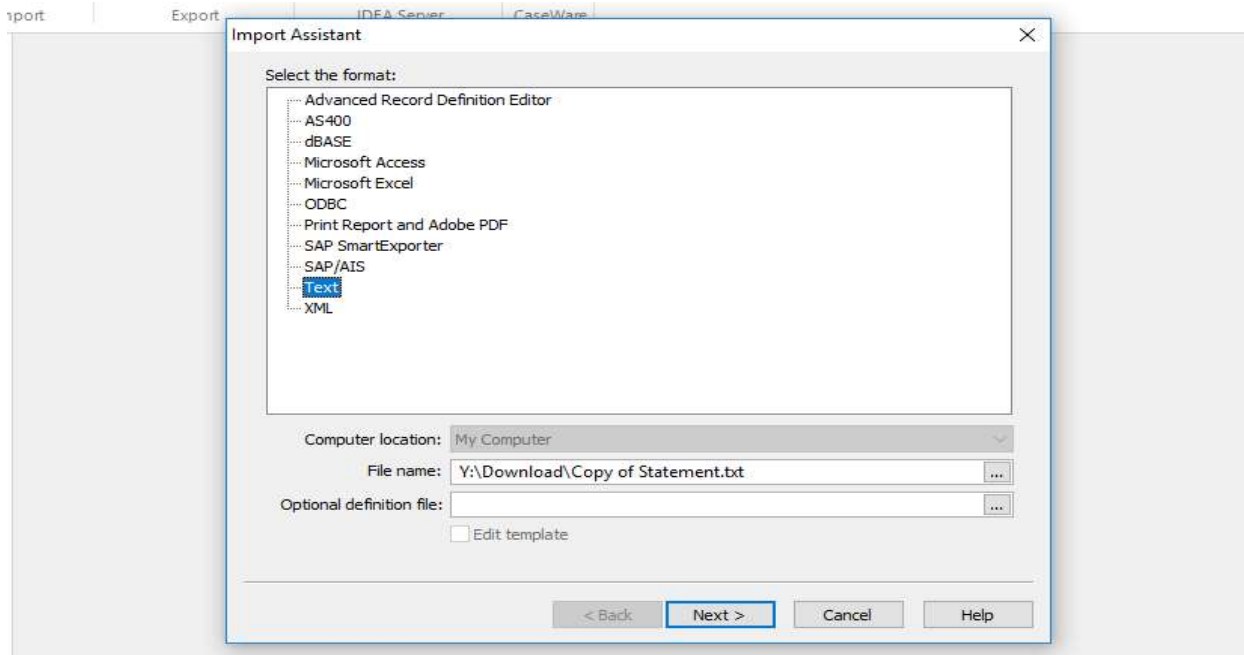 Export
IDEA Server
CaseWare
Import Assistant
Select the format:
Advanced Record Definition Editor
AS400
dBASE
Microsoft Access
Microsoft Excel
ODBC
Print Report and Adobe PDF
SAP SmartExporter
SAP/AIS
Text
XML
Computer location: My Computer
File name: Y:\Download\Copy of Statement.txt ...
Optional definition file: ...
Edit template
< Back Next > Cancel Help